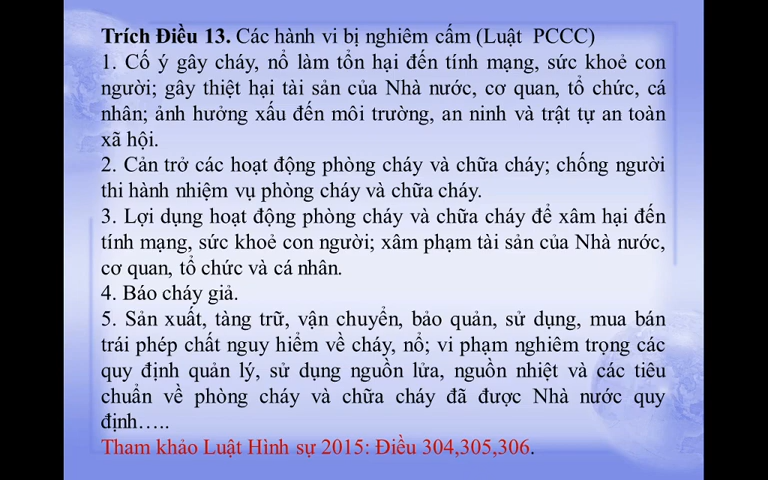 Trích Điều 13. Các hành vi bị nghiêm cấm (Luật  PCCC)
1. Cố ý gây cháy, nổ làm tổn hại đến tính mạng, sức khoẻ con
người; gây thiệt hại tài sản của Nhà nước, cơ quan, tổ chức, cá
nhân; ảnh hưởng xấu đến môi trường, an ninh và trật tự an toàn
xã hội.
2. Cản trở các hoạt động phòng cháy và chữa cháy; chống người
thi hành nhiệm vụ phòng cháy và chữa cháy.
3. Lợi dụng hoạt động phòng cháy và chữa cháy để xâm hại đến
tính mạng, sức khoẻ con người; xâm phạm tài sản của Nhà nước,
cơ quan, tổ chức và cá nhân.
4. Báo cháy giả.
5. Sản xuất, tàng trữ, vận chuyển, bảo quản, sử dụng, mua bán
trái phép chất nguy hiểm về cháy, nổ; vi phạm nghiêm trọng các
quy định quản lý, sử dụng nguồn lửa, nguồn nhiệt và các tiêu
chuẩn về phòng cháy và chữa cháy đã được Nhà nước quy
định…..
Tham khảo Luật Hình sự 2015: Điều 304,305,306.